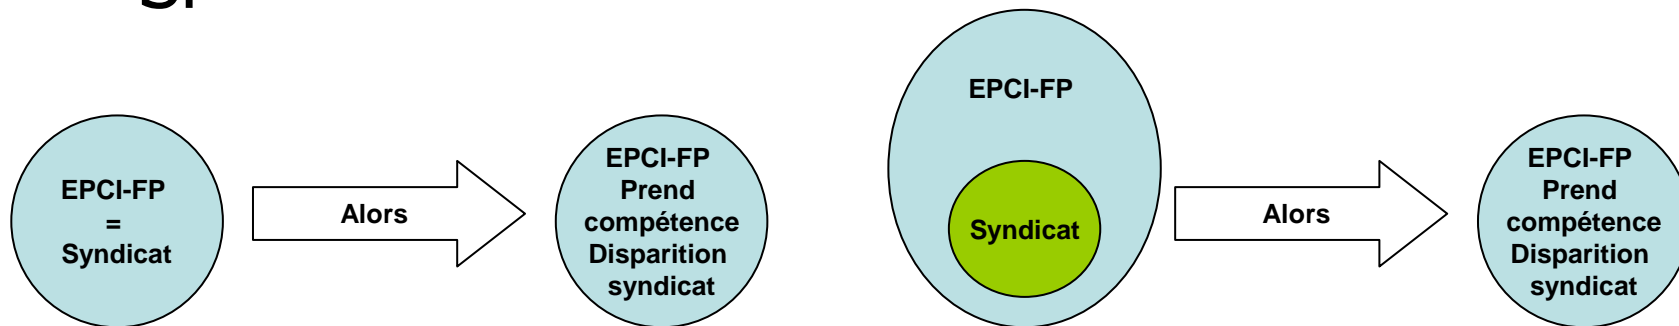 EPCI-FP
=
Syndicat
Alors
EPCI-FP
Prend
compétence
Disparition
syndicat
EPCI-FP
Syndicat
Alors
EPCI-FP
Prend
compétence
Disparition
syndicat